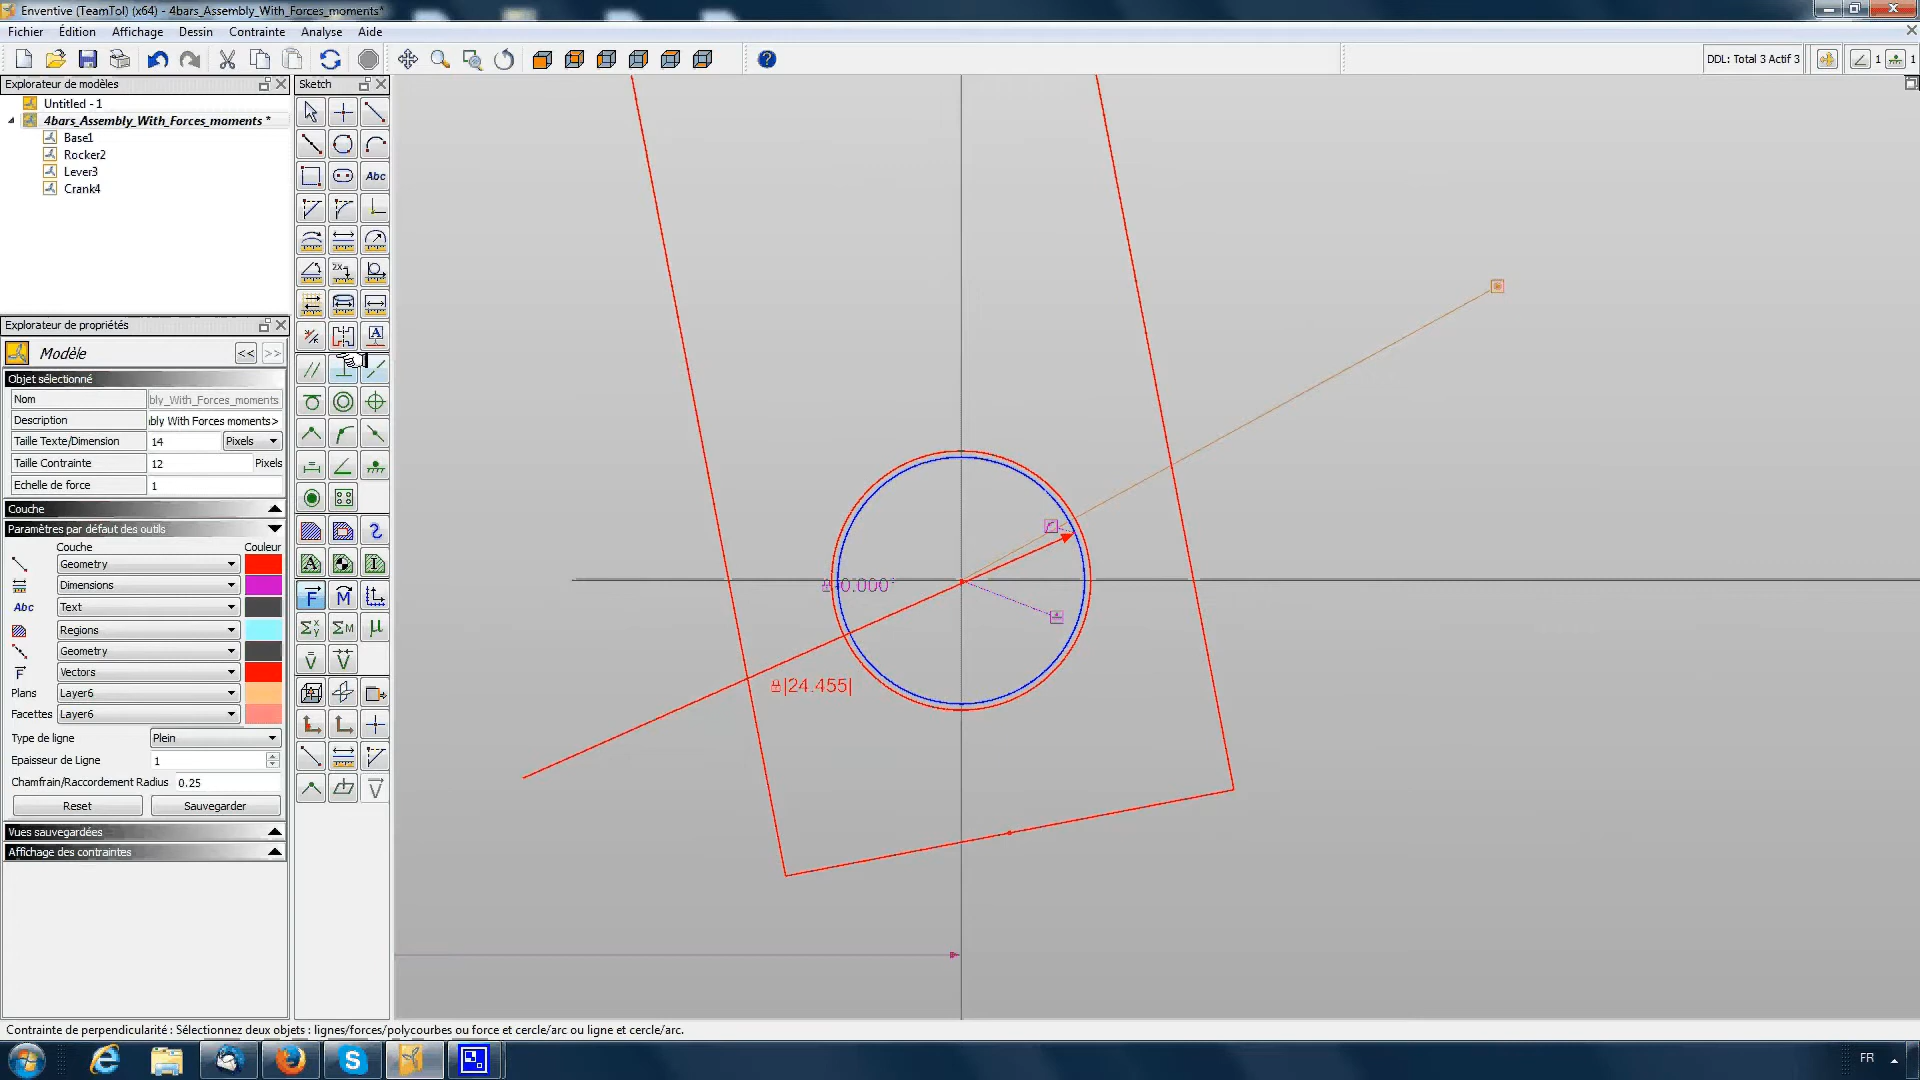 Enventive (TeamTol) (x64) - 4bars_Assembly_With_Forces_moments*
Fichier Édition Affichage Dessin Contrainte Analyse Aide
DDL: Total 3 Actif 3
1
1
Explorateur de modèles
Untitled - 1
4bars_Assembly_With_Forces_moments *
Base1
Rocker2
Lever3
Crank4
Sketch
Abc
2X
A
Explorateur de propriétés
Modèle
<< >>
Objet sélectionné
Nom bly_With_Forces_moments
Description bly With Forces moments>
Taille Texte/Dimension 14 Pixels
Taille Contrainte 12 Pixels
Echelle de force 1
Couche
Paramètres par défaut des outils
Couche Couleur
Geometry
Dimensions
Abc Text
Regions
Geometry
F Vectors
Plans Layer6
Facettes Layer6
Type de ligne Plein
Epaisseur de Ligne 1
Chamfrain/Raccordement Radius 0.25
Reset Sauvegarder
Vues sauvegardées
Affichage des contraintes
A I
F M
Σxy ΣM μ
V V
V
|24.455|
Contrainte de perpendicularité : Sélectionnez deux objets : lignes/forces/polycourbes ou force et cercle/arc ou ligne et cercle/arc.
FR